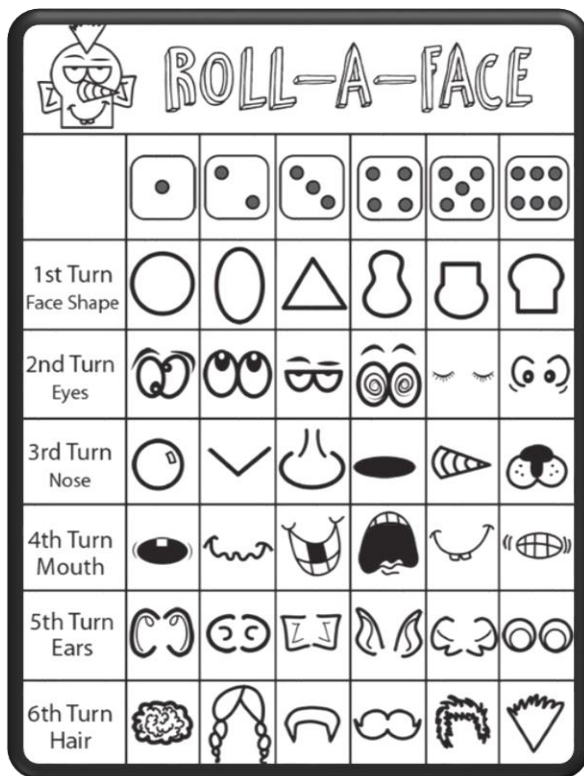 ROLL-A-FACE
1st Turn
Face Shape
2nd Turn
Eyes
3rd Turn
Nose
4th Turn
Mouth
5th Turn
Ears
6th Turn
Hair